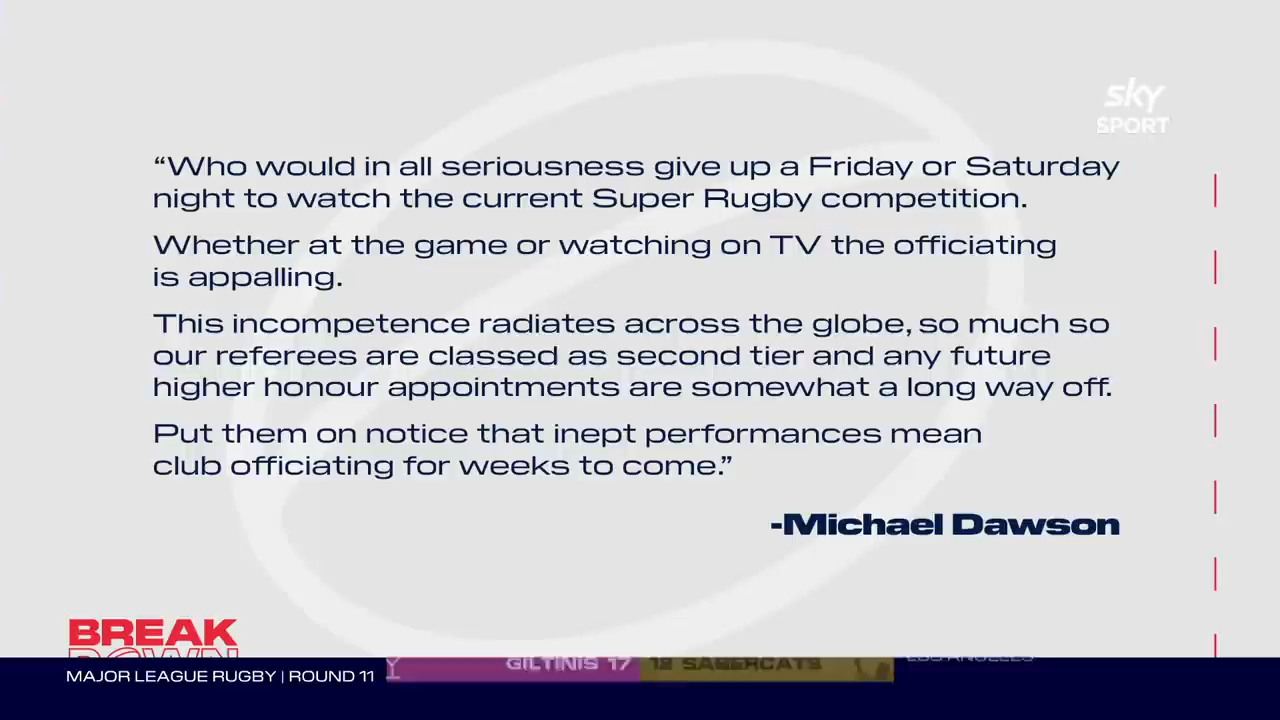 sky
SPORT
“Who would in all seriousness give up a Friday or Saturday
night to watch the current Super Rugby competition.
Whether at the game or watching on TV the officiating
is appalling.
This incompetence radiates across the globe, so much so
our referees are classed as second tier and any future
higher honour appointments are somewhat a long way off.
Put them on notice that inept performances mean
club officiating for weeks to come.”
-Michael Dawson
BREAK
DOWN
MAJOR LEAGUE RUGBY | ROUND 11
GILTINIS 17
SABERCATS
LOS ANGELES